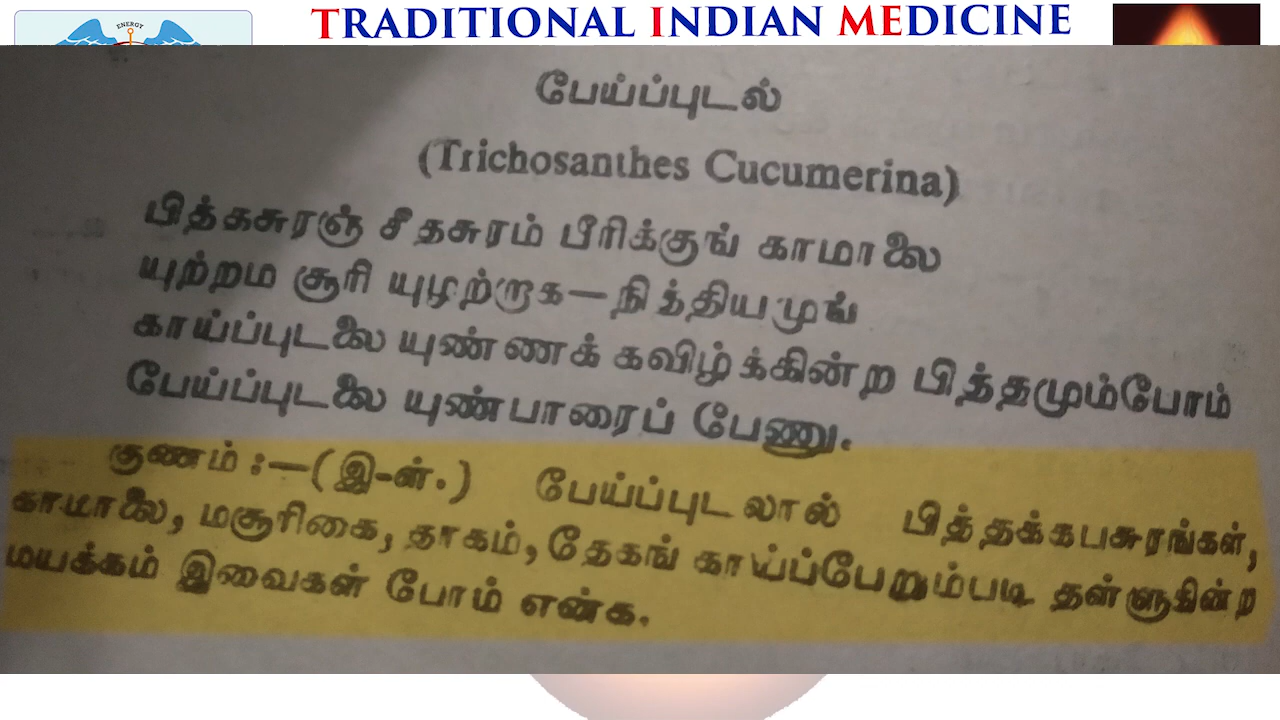 ENERGY
TRADITIONAL INDIAN MEDICINE
பேய்ப்புடல்
(Trichosanthes Cucumerina)
பித்தசுரஞ் சீதசுரம் பீரிக்குங் காமாலை
யுற்றம சூரி யுழற்றாக—நித்தியமுங்
காய்ப்புடலை யுண்ணக் கவிழ்க்கின்ற பித்தமும்போம்
பேய்ப்புடலை யுண்பாரைப் பேணு.
குணம்:—(இ-ள்.) பேய்ப்புடலால் பித்தக்கபசுரங்கள்,
காமாலை, மசூரிகை, தாகம், தேகங் காய்ப்பேறும்படி தள்ளுகின்ற
மயக்கம் இவைகள் போம் என்க.